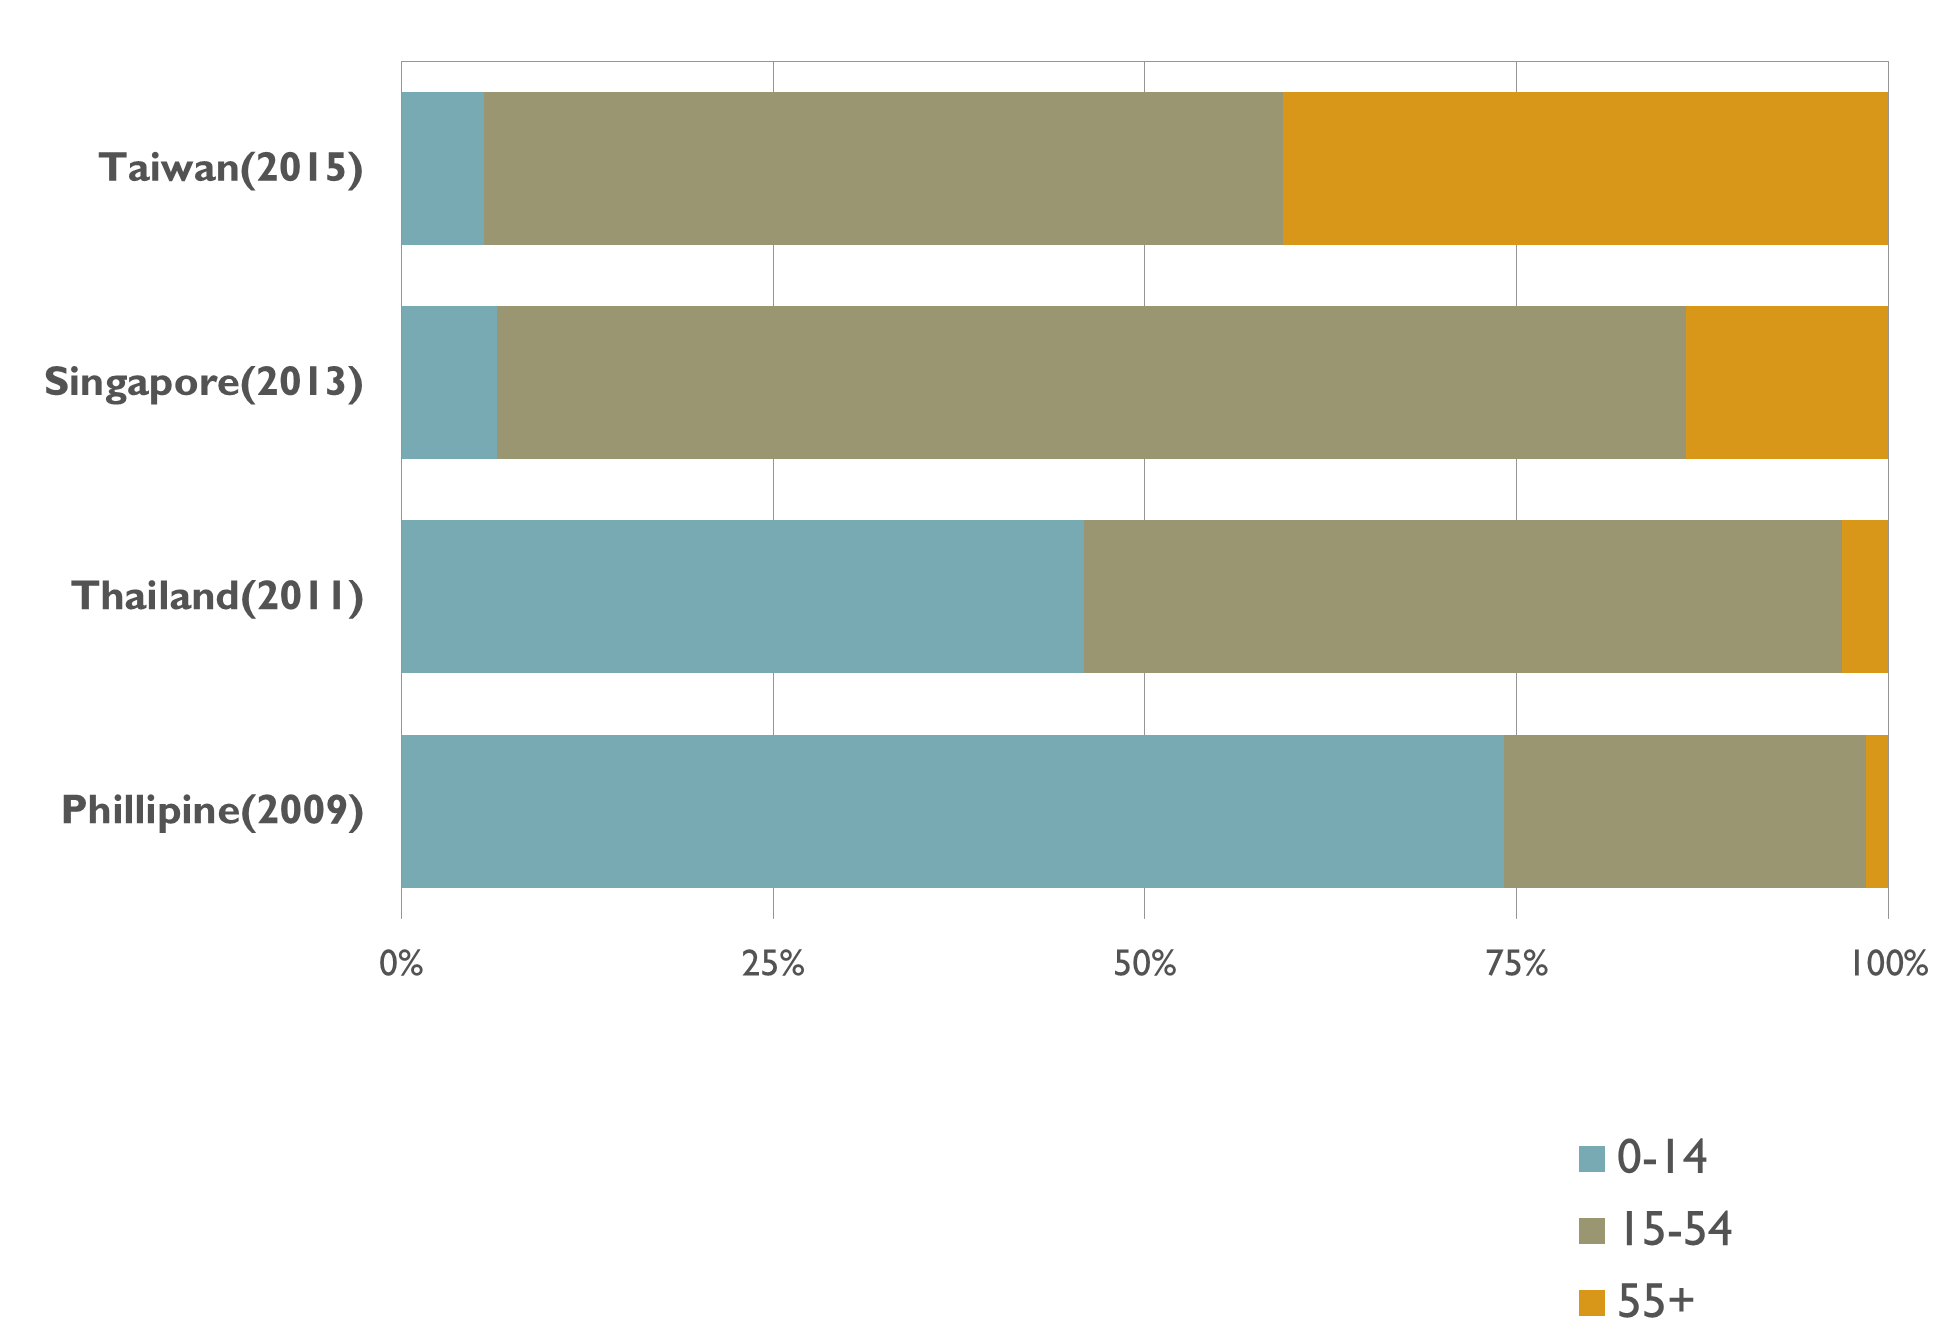 Taiwan(2015)
Singapore(2013)
Thailand(2011)
Phillipine(2009)
0% 25% 50% 75% 100%
0-14
15-54
55+